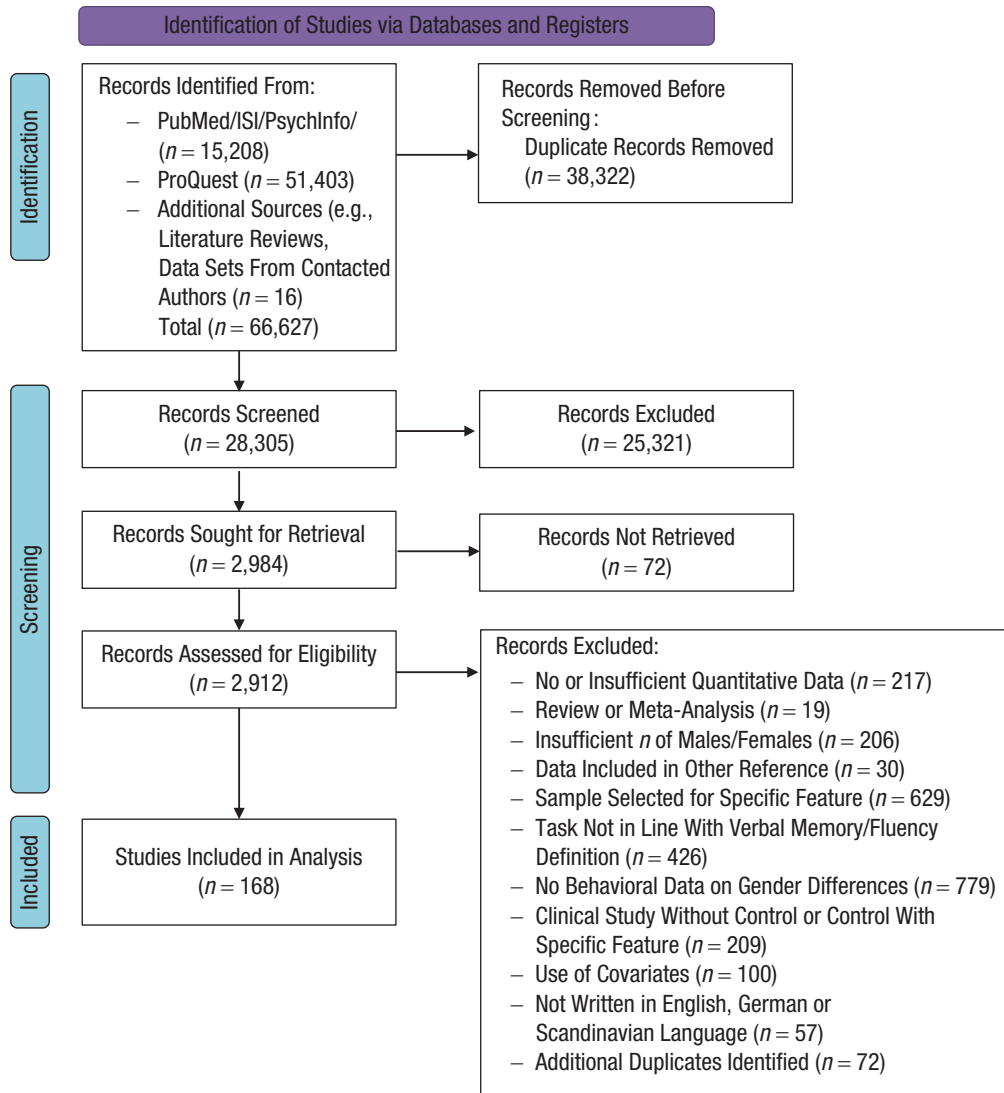 Identification of Studies via Databases and Registers
Identification
Records Identified From:
– PubMed/ISI/PsychInfo/
(n = 15,208)
– ProQuest (n = 51,403)
– Additional Sources (e.g.,
Literature Reviews,
Data Sets From Contacted
Authors (n = 16)
Total (n = 66,627)
Records Removed Before
Screening:
Duplicate Records Removed
(n = 38,322)
Screening
Records Screened
(n = 28,305)
Records Excluded
(n = 25,321)
Records Sought for Retrieval
(n = 2,984)
Records Not Retrieved
(n = 72)
Records Assessed for Eligibility
(n = 2,912)
Records Excluded:
– No or Insufficient Quantitative Data (n = 217)
– Review or Meta-Analysis (n = 19)
– Insufficient n of Males/Females (n = 206)
– Data Included in Other Reference (n = 30)
– Sample Selected for Specific Feature (n = 629)
– Task Not in Line With Verbal Memory/Fluency
Definition (n = 426)
– No Behavioral Data on Gender Differences (n = 779)
– Clinical Study Without Control or Control With
Specific Feature (n = 209)
– Use of Covariates (n = 100)
– Not Written in English, German or
Scandinavian Language (n = 57)
– Additional Duplicates Identified (n = 72)
Included
Studies Included in Analysis
(n = 168)